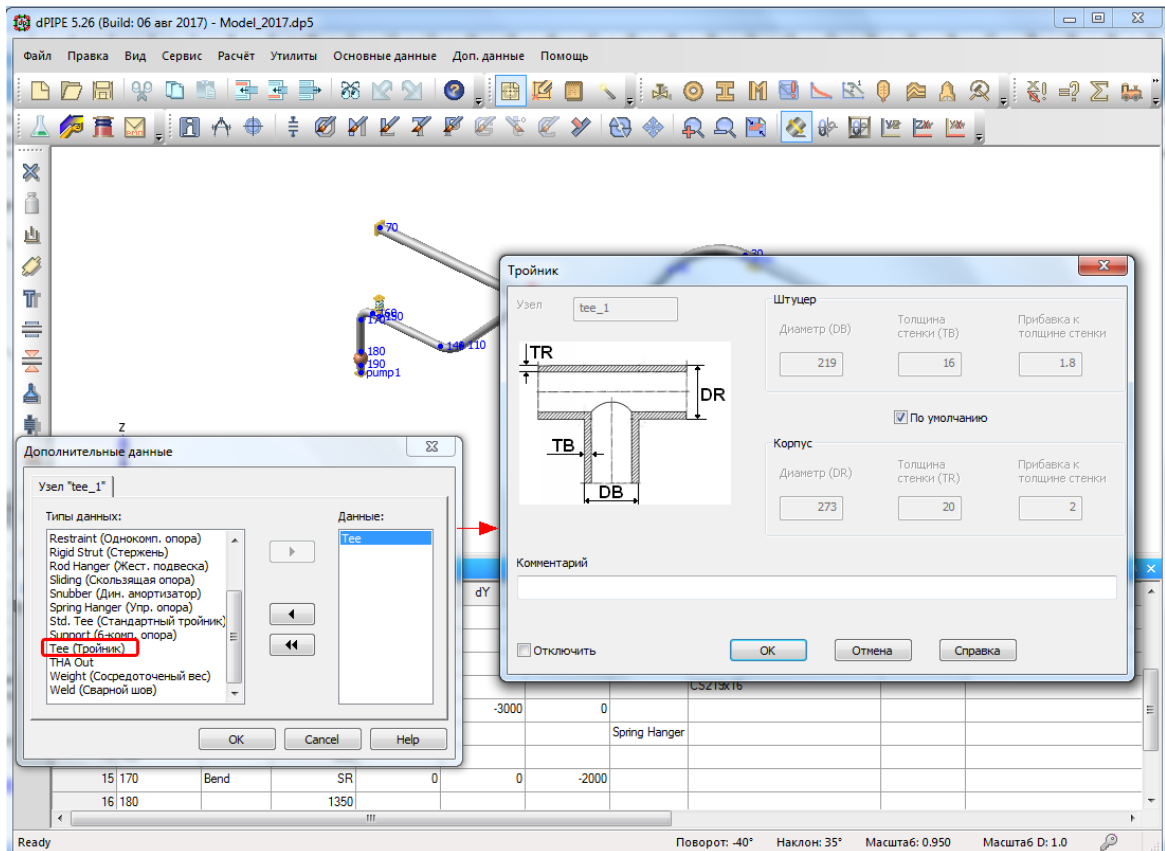 dPIPE 5.26 (Build: 06 авг 2017) - Model_2017.dp5
Файл Правка Вид Сервис Расчёт Утилиты Основные данные Доп. данные Помощь
70
30
150
170
140 110
180
190
pump1
Z
Тройник
Узел
tee_1
TR
DR
TB
DB
Штуцер
Диаметр (DB)
Толщина стенки (TB)
Прибавка к толщине стенки
219
16
1.8
По умолчанию
Корпус
Диаметр (DR)
Толщина стенки (TR)
Прибавка к толщине стенки
273
20
2
Комментарий
Отключить
OK
Отмена
Справка
Дополнительные данные
Узел "tee_1"
Типы данных:
Restraint (Однокомп. опора)
Rigid Strut (Стержень)
Rod Hanger (Жест. подвеска)
Sliding (Скользящая опора)
Snubber (Дин. амортизатор)
Spring Hanger (Упр. опора)
Std. Tee (Стандартный тройник)
Support (6-комп. опора)
Tee (Тройник)
THA Out
Weight (Сосредоточеный вес)
Weld (Сварной шов)
Данные:
Tee
OK
Cancel
Help
dY
CS219x16
-3000 0
Spring Hanger
15 170 Bend SR 0 0 -2000
16 180 1350
Ready
Поворот: -40° Наклон: 35° Масштаб: 0.950 Масштаб D: 1.0